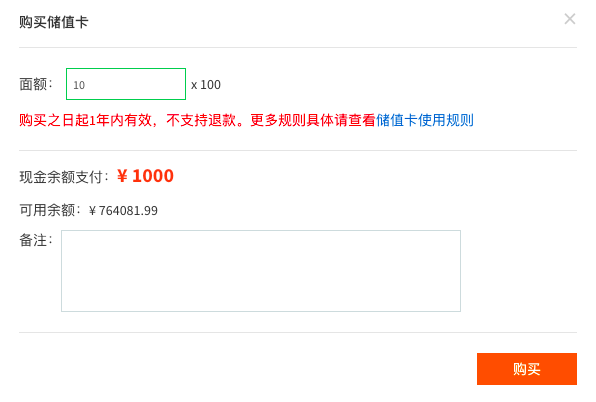 购买储值卡
面额： 10 x 100
购买之日起1年内有效，不支持退款。更多规则具体请查看储值卡使用规则
现金余额支付：¥ 1000
可用余额：¥ 764081.99
备注：
购买